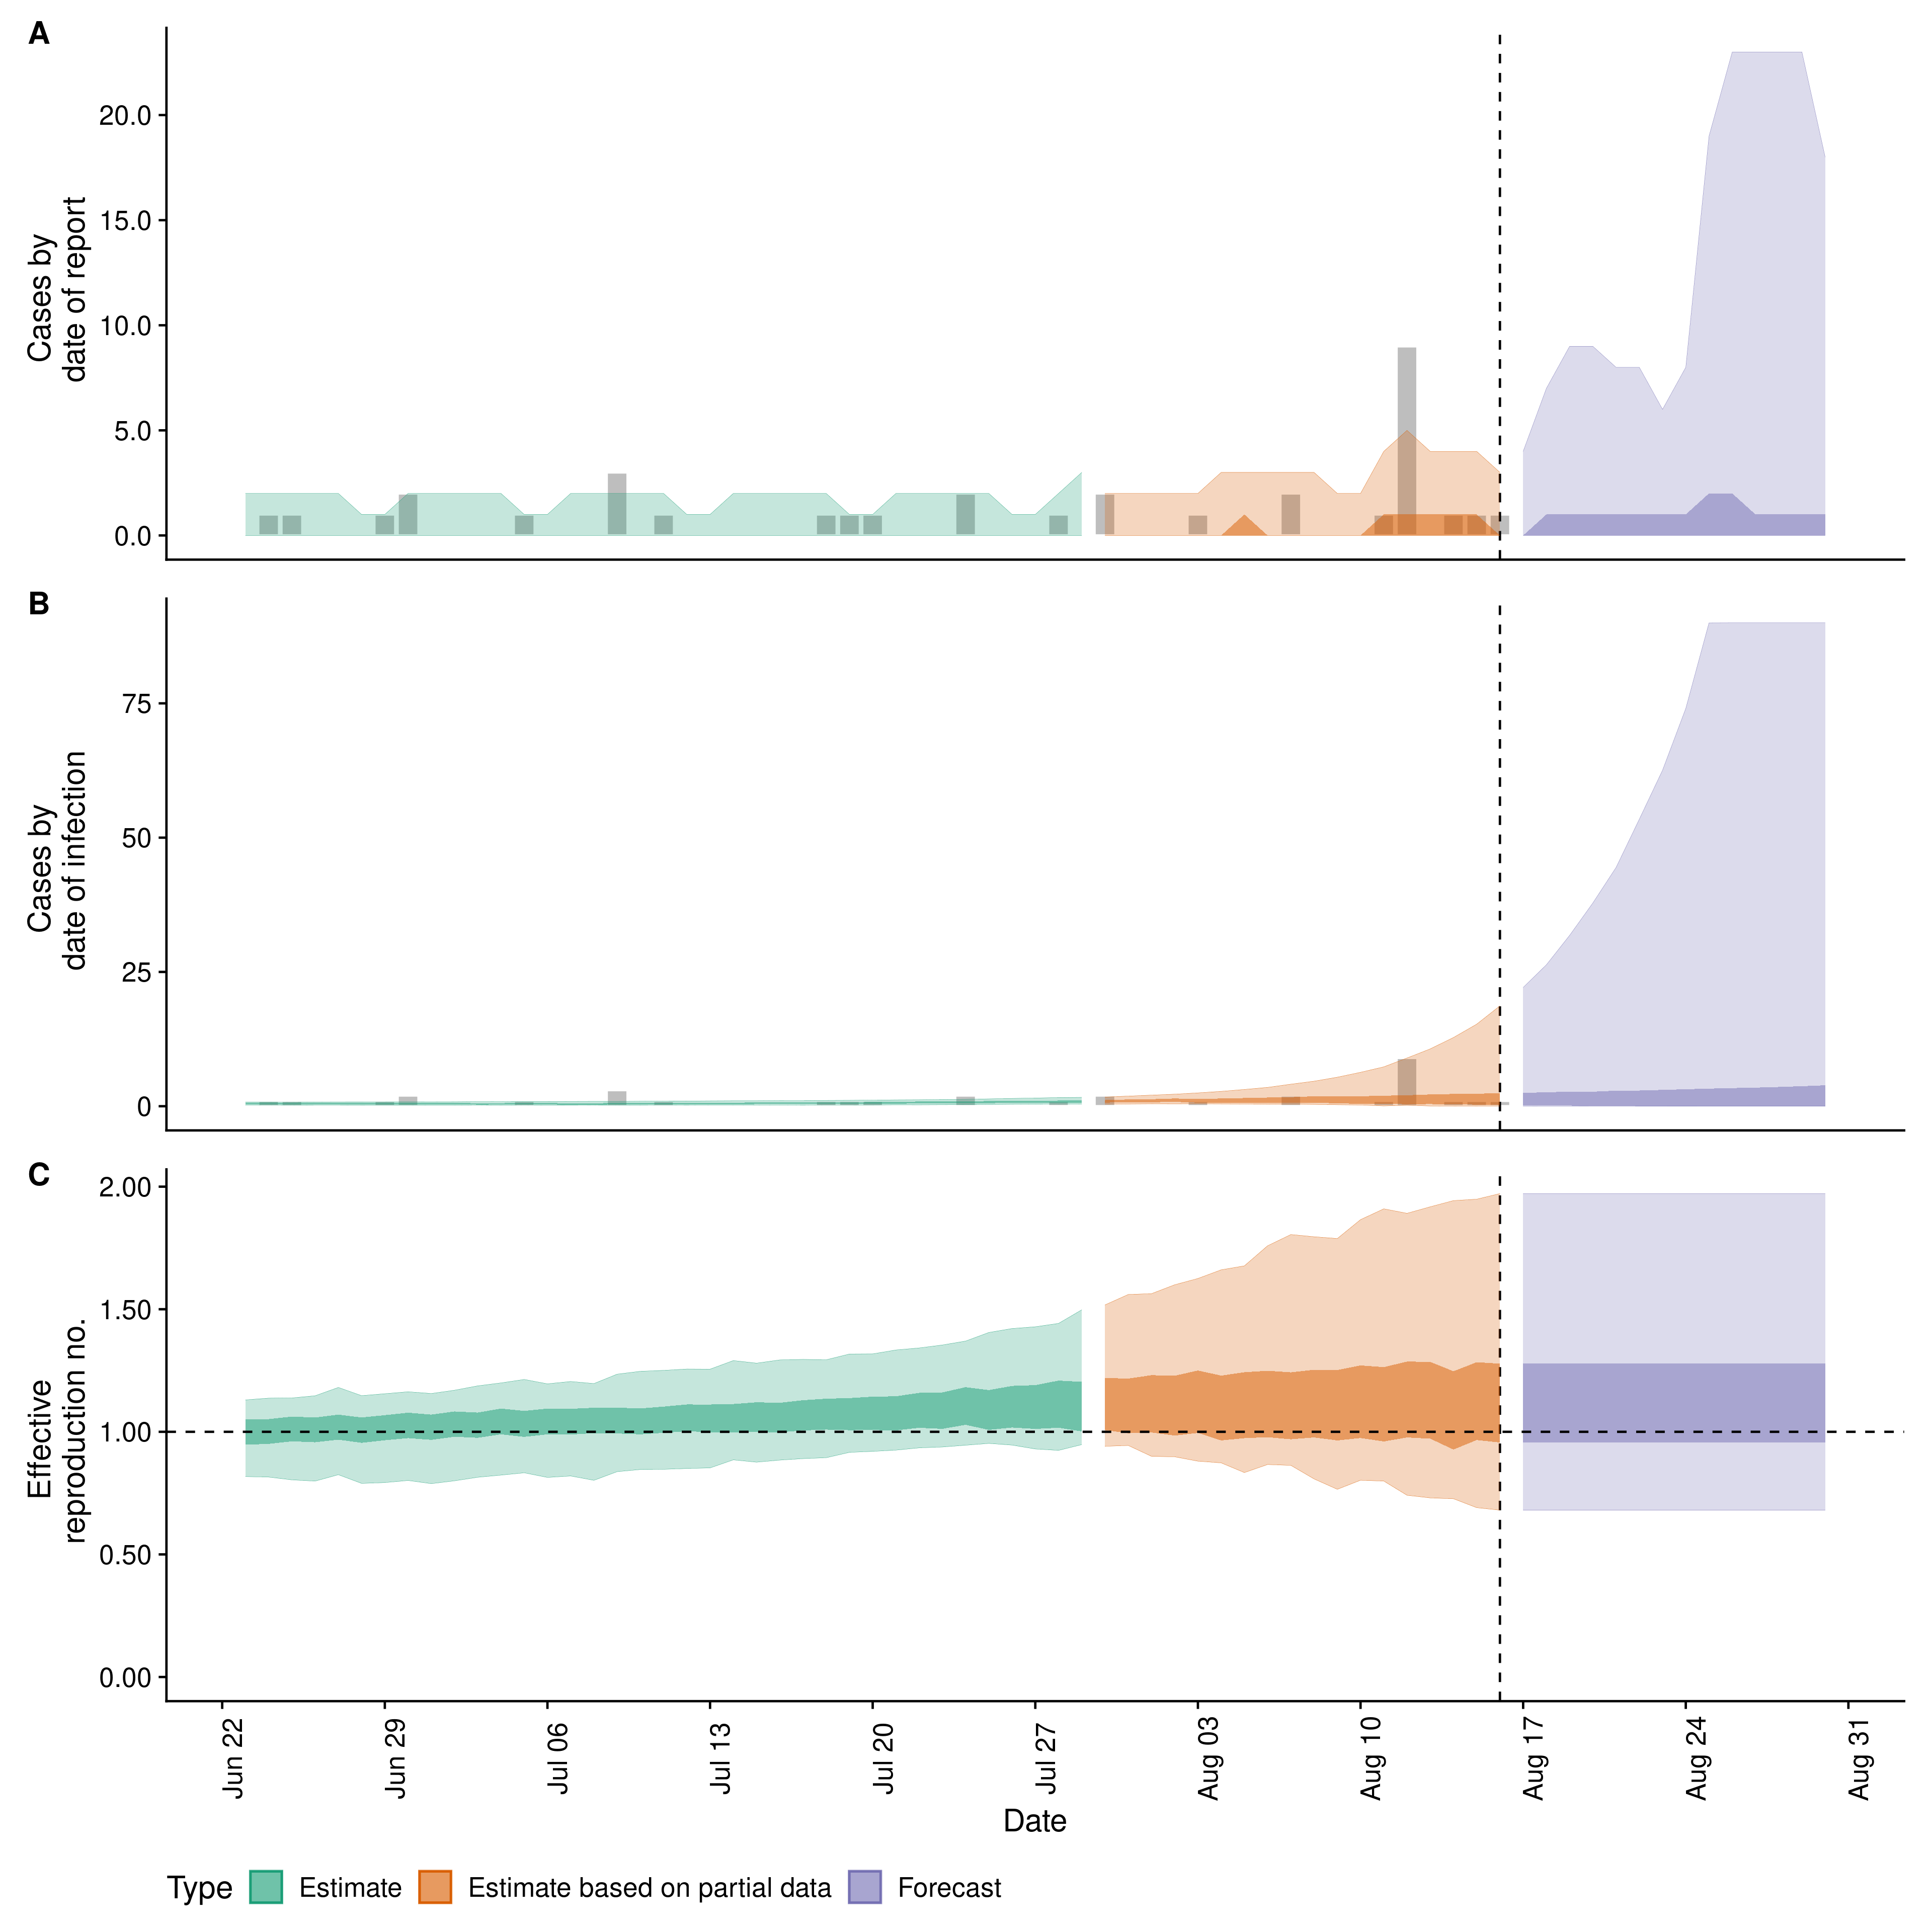 A
Cases by
date of report
20.0
15.0
10.0
5.0
0.0
B
Cases by
date of infection
75
50
25
0
C
Effective
reproduction no.
2.00
1.50
1.00
0.50
0.00
Jun 22
Jun 29
Jul 06
Jul 13
Jul 20
Jul 27
Aug 03
Aug 10
Aug 17
Aug 24
Aug 31
Date
Type Estimate Estimate based on partial data Forecast